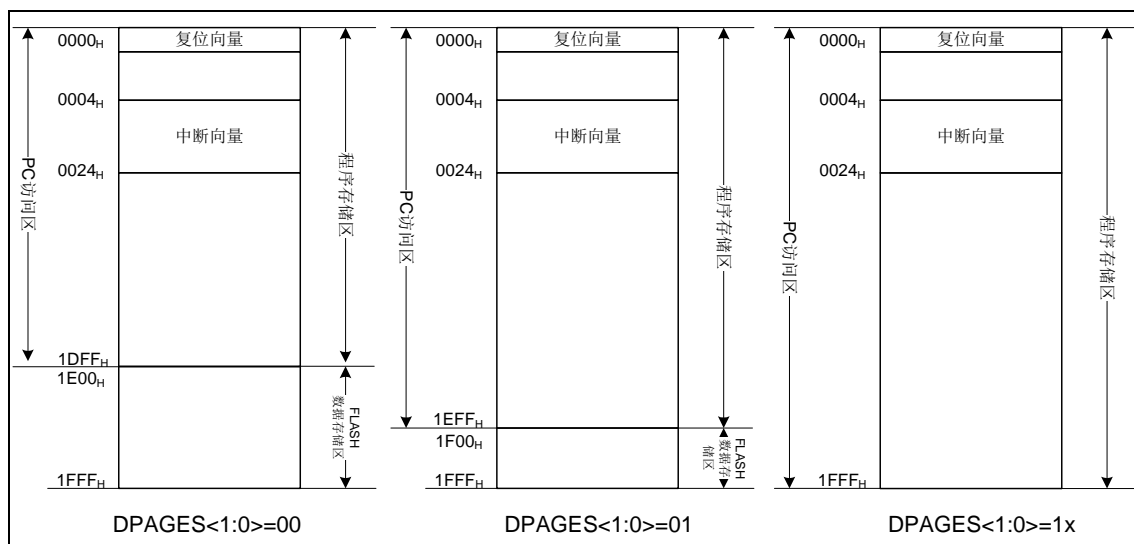 0000H
复位向量
0004H
中断向量
0024H
PC访问区
程序存储区
1DFFH
1E00H
FLASH
数据存储区
1FFFH
DPAGES<1:0>=00
0000H
复位向量
0004H
中断向量
0024H
PC访问区
程序存储区
1EFFH
1F00H
FLASH
数据存
储区
1FFFH
DPAGES<1:0>=01
0000H
复位向量
0004H
中断向量
0024H
PC访问区
程序存储区
1FFFH
DPAGES<1:0>=1x